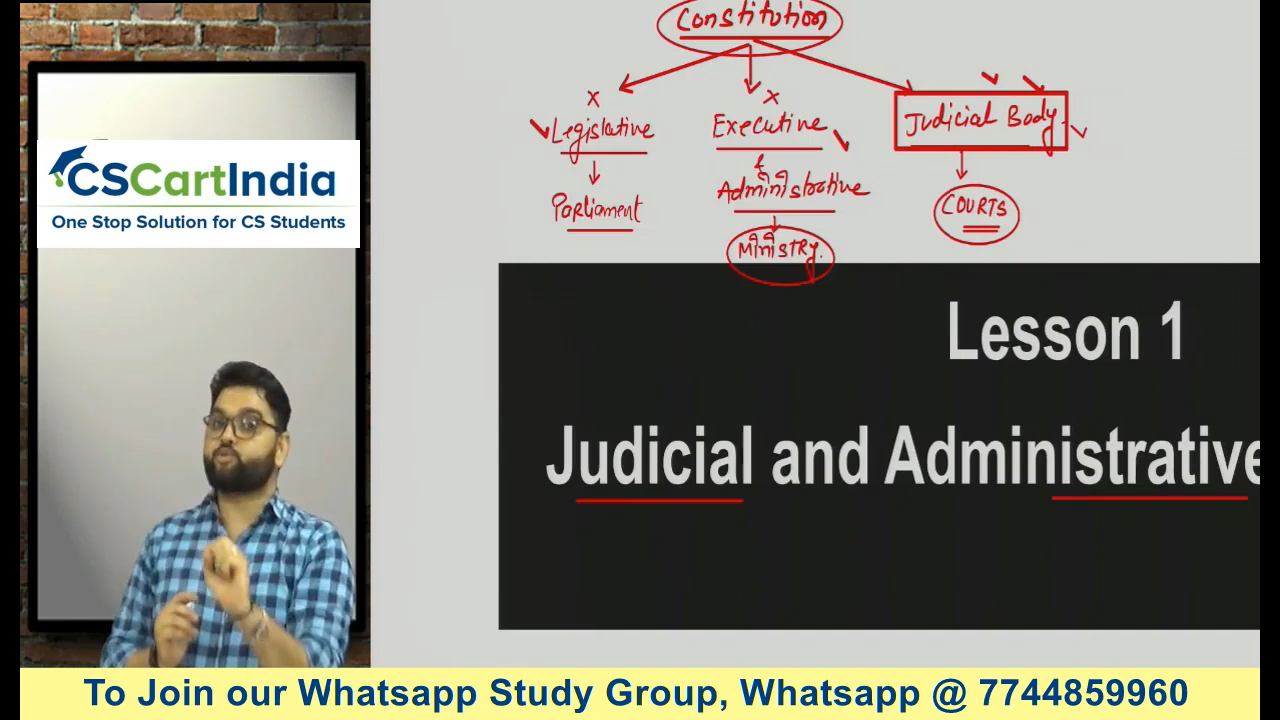 Constitution
x
x
Legislative
Executive
Judicial Body.
&
Parliament
Administrative
COURTS
MINISTRY.
CSCartIndia
One Stop Solution for CS Students
Lesson 1
Judicial and Administrative
To Join our Whatsapp Study Group, Whatsapp @ 7744859960